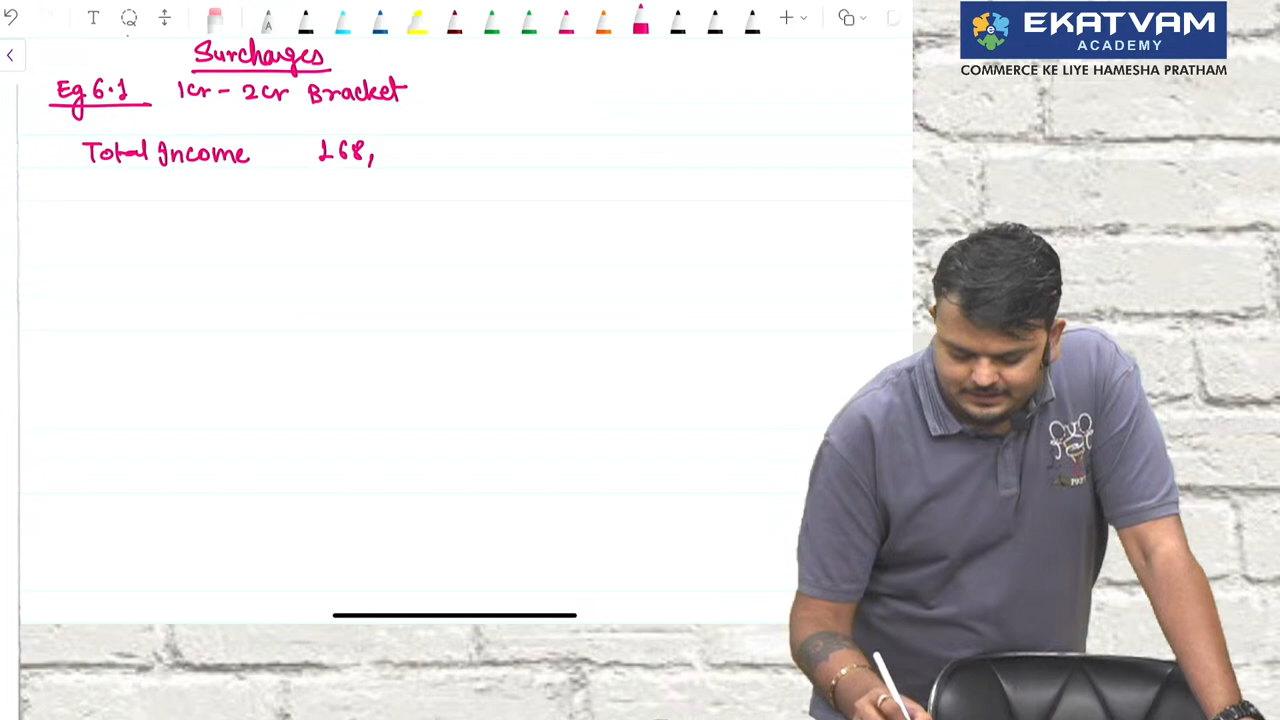 EKATVAM
ACADEMY
COMMERCE KE LIYE HAMESHA PRATHAM
Surcharges
Eg 6.1 1Cr - 2Cr Bracket
Total Income 168,